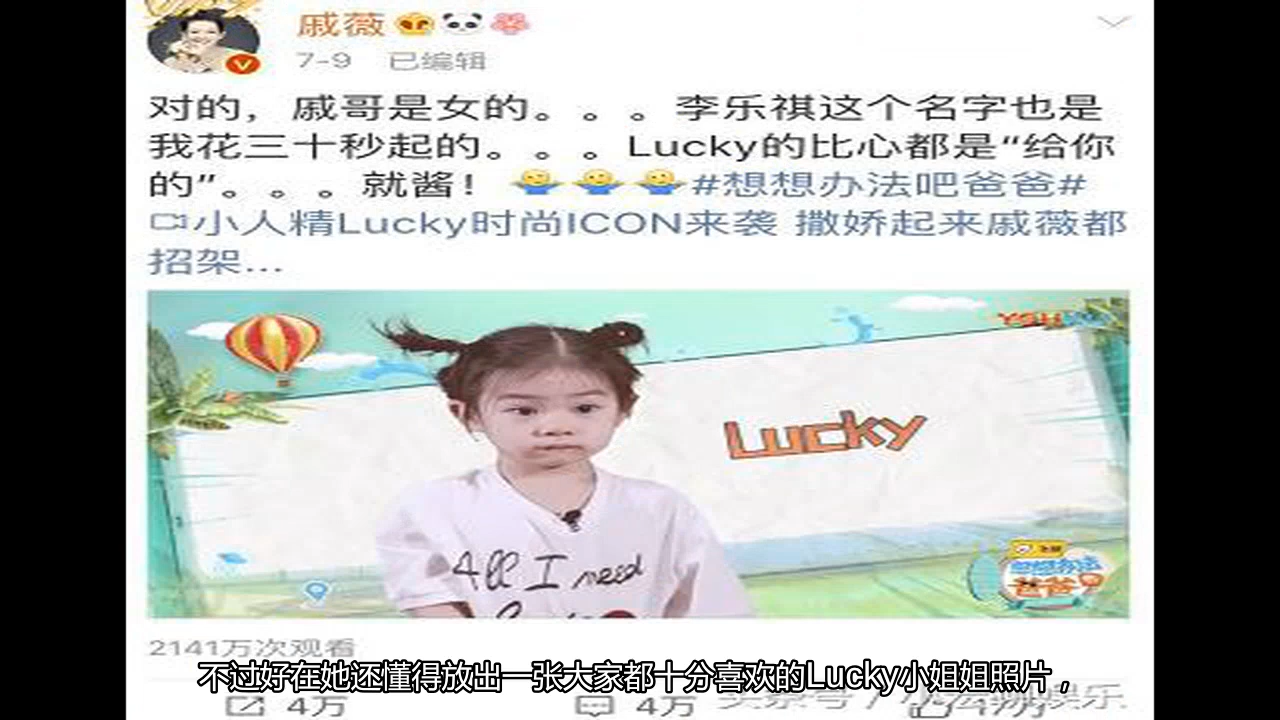 戚薇
7-9 已编辑
对的，戚哥是女的。。。李乐祺这个名字也是
我花三十秒起的。。。Lucky的比心都是“给你
的”。。。就酱！ #想想办法吧爸爸#
小人精Lucky时尚ICON来袭 撒娇起来戚薇都
招架...
Lucky
All I need
想想办法
爸爸
2141万次观看
不过好在她还懂得放出一张大家都十分喜欢的Lucky小姐姐照片，
4万 4万